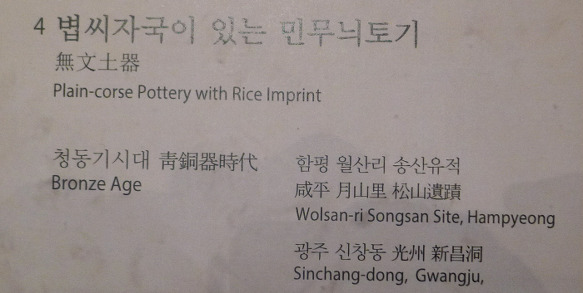 4 볍씨자국이 있는 민무늬토기
無文土器
Plain-corse Pottery with Rice Imprint
청동기시대 靑銅器時代
Bronze Age
함평 월산리 송산유적
咸平 月山里 松山遺蹟
Wolsan-ri Songsan Site, Hampyeong
광주 신창동 光州 新昌洞
Sinchang-dong, Gwangju,